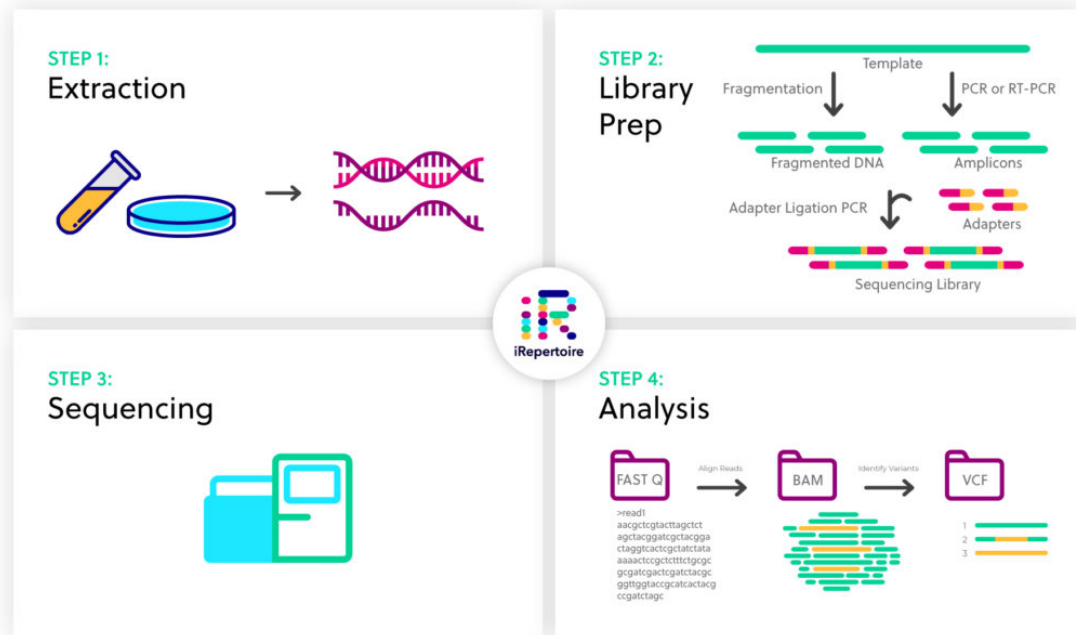 STEP 1:
Extraction
STEP 2:
Library
Prep
Template
Fragmentation
PCR or RT-PCR
Fragmented DNA
Amplicons
Adapter Ligation PCR
Adapters
Sequencing Library
iR
iRepertoire
STEP 3:
Sequencing
STEP 4:
Analysis
FAST Q
Align Reads
BAM
Identify Variants
VCF
>read1
aacgctcgtacttagctct
agctacggatcgctacgga
ctaggtcactcgctatctata
aaaactccgctctttctgcgc
gcgatcgactcgatctacgc
ggttggtaccgcatcactacg
ccgatctagc
1
2
3